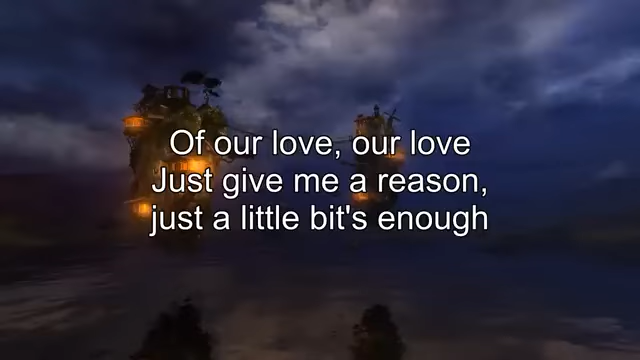 Of our love, our love
Just give me a reason,
just a little bit's enough